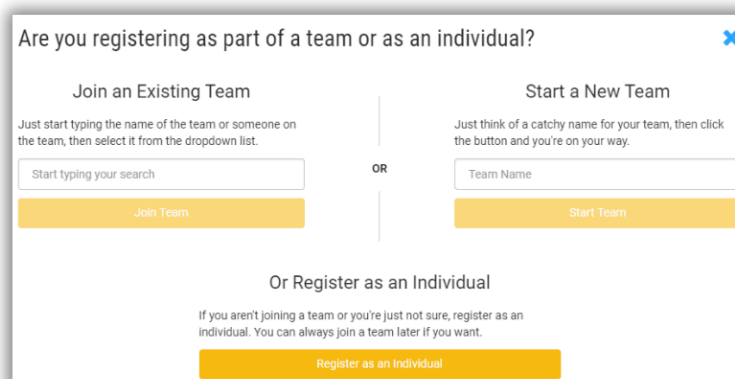 Are you registering as part of a team or as an individual?
Join an Existing Team
Just start typing the name of the team or someone on
the team, then select it from the dropdown list.
Start typing your search
Join Team
OR
Start a New Team
Just think of a catchy name for your team, then click
the button and you're on your way.
Team Name
Start Team
Or Register as an Individual
If you aren't joining a team or you're just not sure, register as an
individual. You can always join a team later if you want.
Register as an Individual